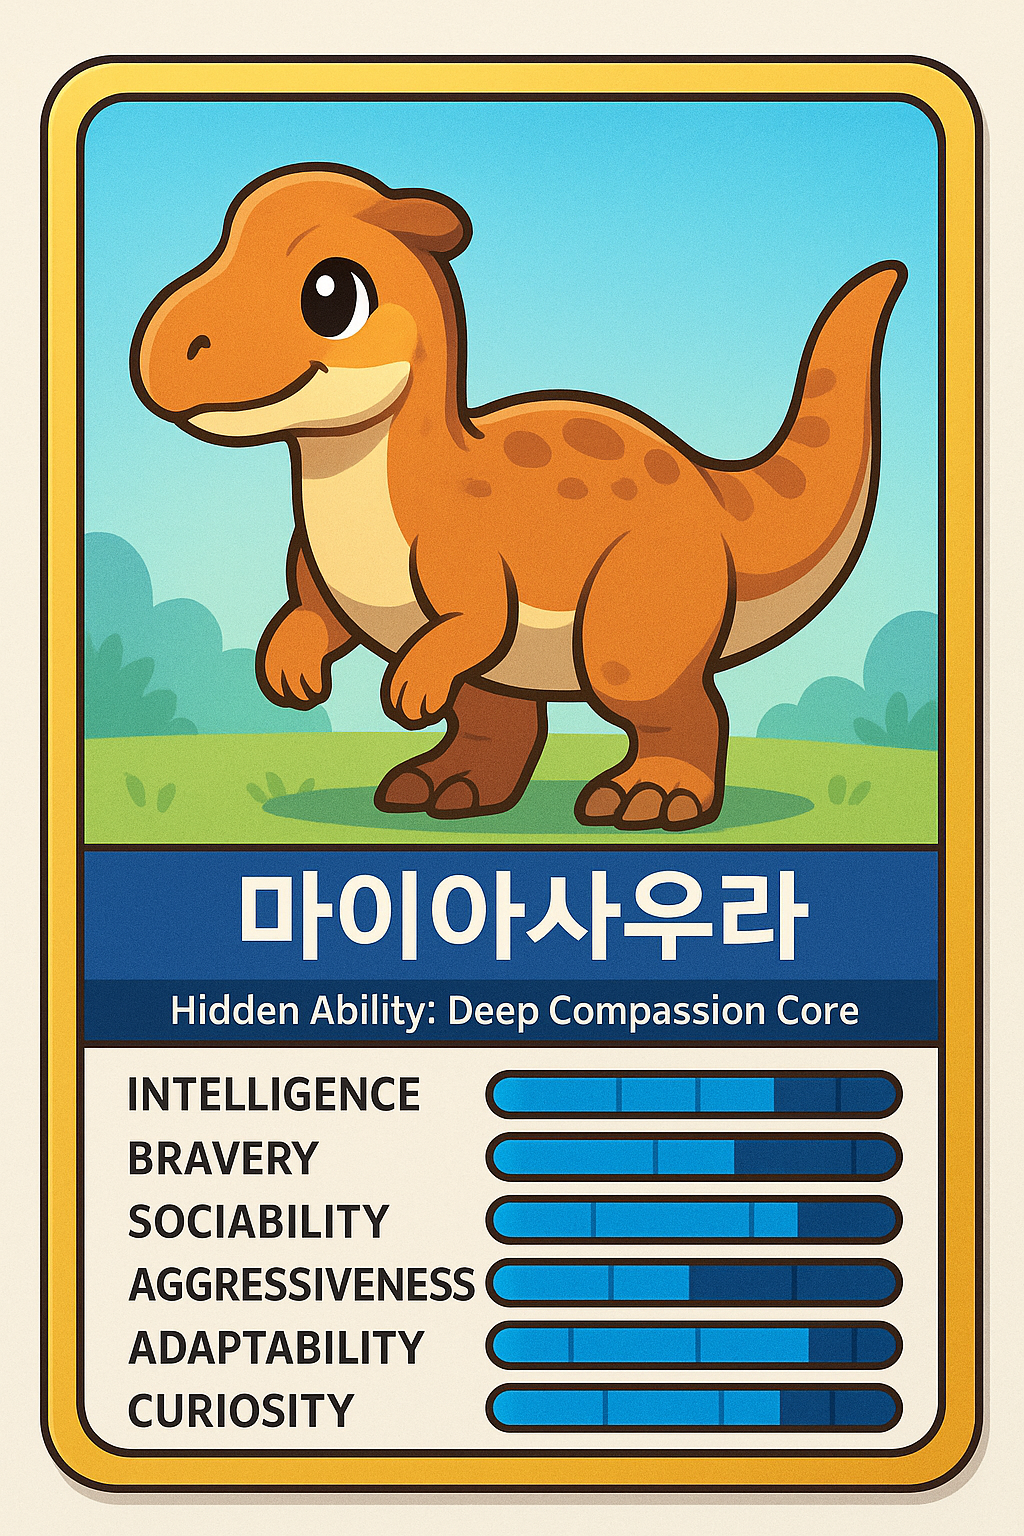 마이아사우라
Hidden Ability: Deep Compassion Core
INTELLIGENCE
BRAVERY
SOCIABILITY
AGGRESSIVENESS
ADAPTABILITY
CURIOSITY